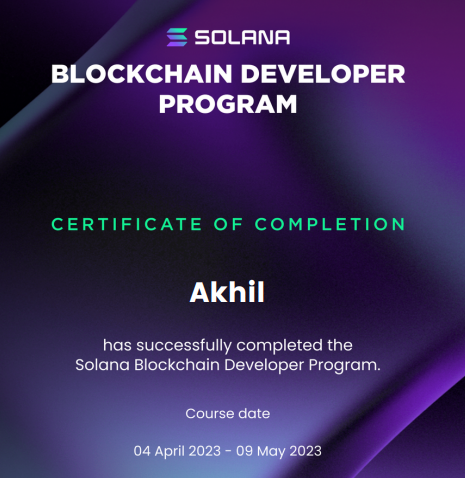 SOLANA
BLOCKCHAIN DEVELOPER
PROGRAM
CERTIFICATE OF COMPLETION
Akhil
has successfully completed the
Solana Blockchain Developer Program.
Course date
04 April 2023 - 09 May 2023